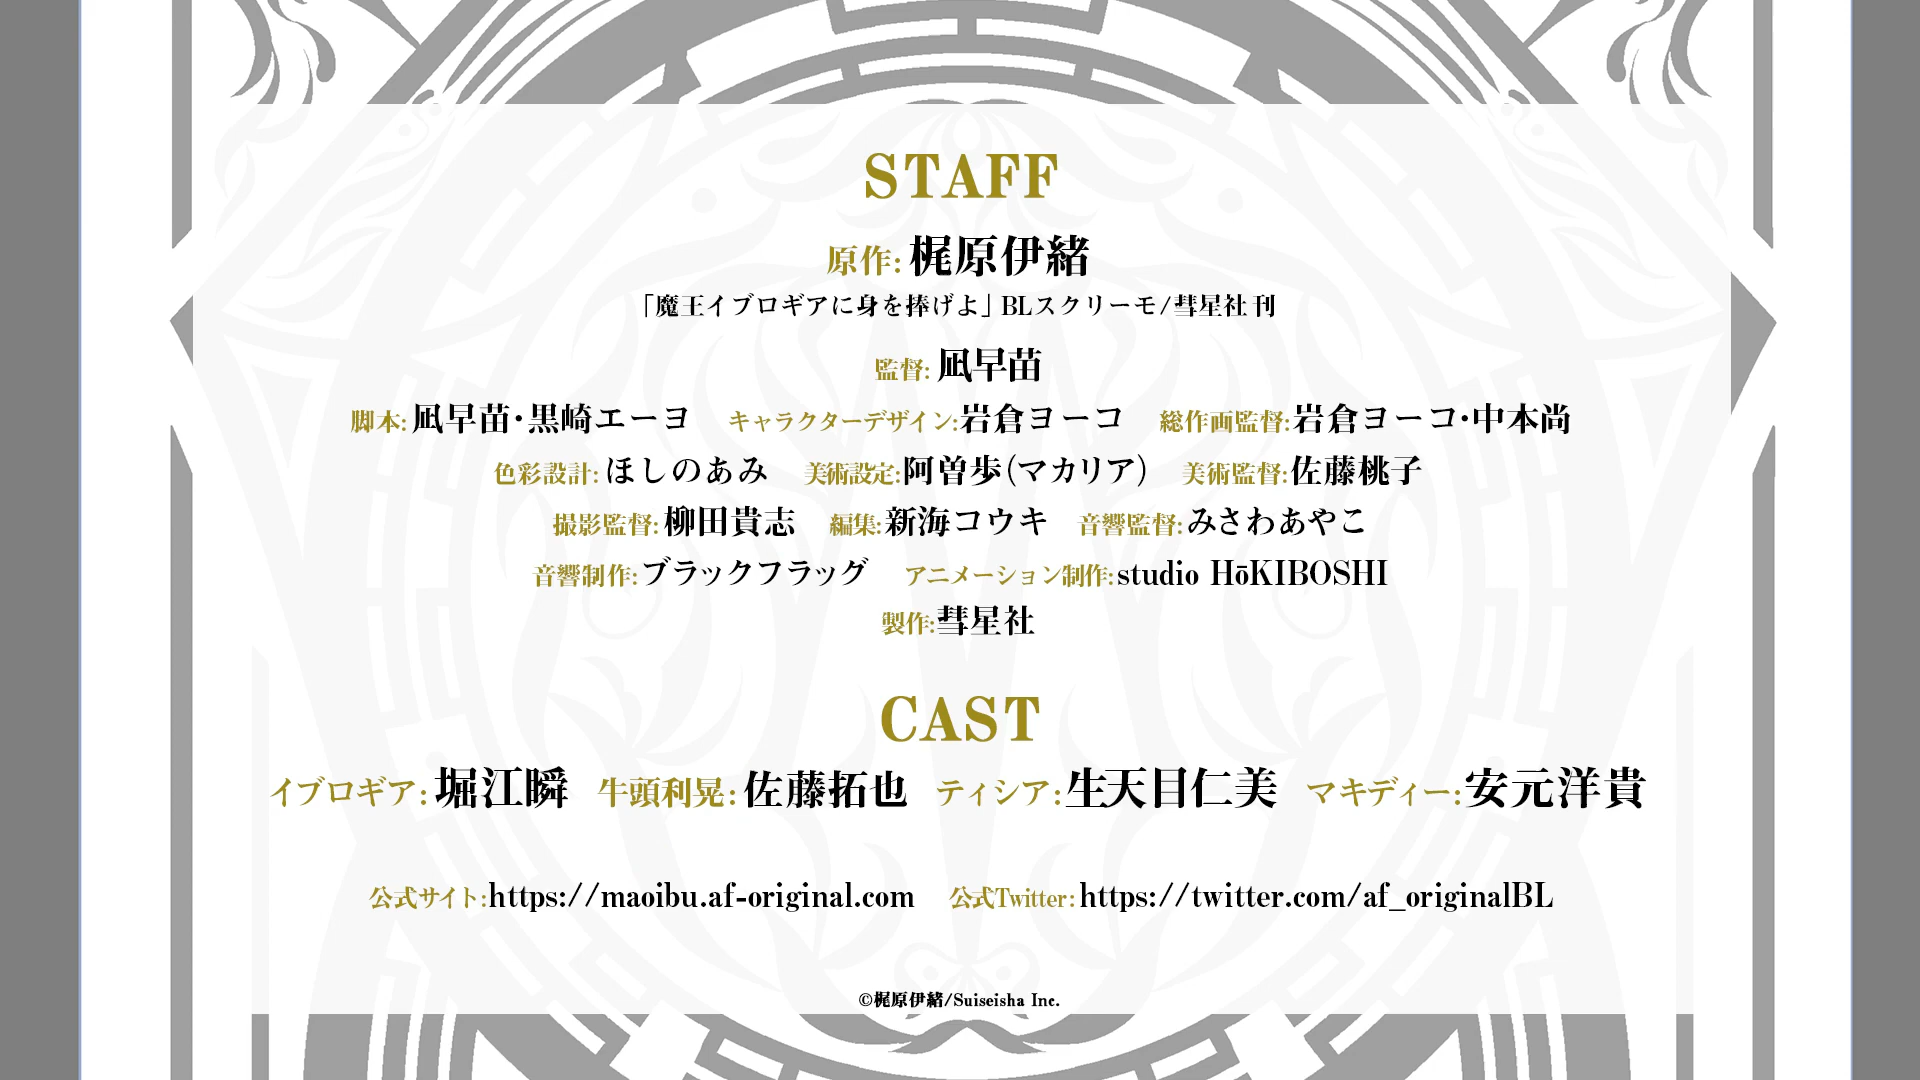 STAFF
原作:梶原伊緒
「魔王イブロギアに身を捧げよ」BLスクリーモ/彗星社 刊
監督:凪早苗
脚本:凪早苗・黒崎エーヨ キャラクターデザイン:岩倉ヨーコ 総作画監督:岩倉ヨーコ・中本尚
色彩設計:ほしのあみ 美術設定:阿曽歩(マカリア) 美術監督:佐藤桃子
撮影監督:柳田貴志 編集:新海コウキ 音響監督:みさわあやこ
音響制作:ブラックフラッグ アニメーション制作:studio HōKIBOSHI
製作:彗星社
CAST
イブロギア:堀江瞬 牛頭利晃:佐藤拓也 ティシア:生天目仁美 マキディー:安元洋貴
公式サイト:https://maoibu.af-original.com 公式Twitter:https://twitter.com/af_originalBL
©梶原伊緒/Suiseisha Inc.